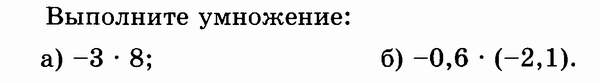 Выполните умножение:
а) –3 · 8; б) –0,6 · (–2,1).